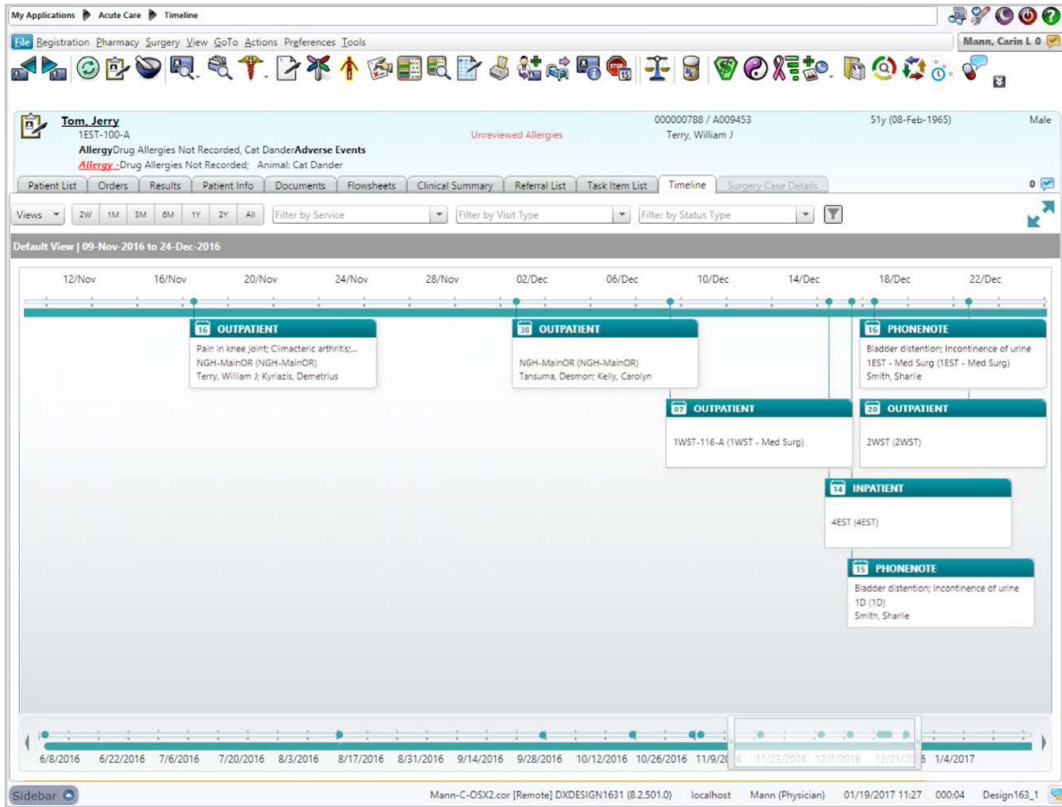 My Applications Acute Care Timeline
File Registration Pharmacy Surgery View GoTo Actions Preferences Tools
Mann, Carin L 0
Tom, Jerry 000000788 / A009453 51y (08-Feb-1965) Male
1EST-100-A Unreviewed Allergies Terry, William J
AllergyDrug Allergies Not Recorded, Cat DanderAdverse Events
Allergy -Drug Allergies Not Recorded; Animal: Cat Dander
Patient List Orders Results Patient Info Documents Flowsheets Clinical Summary Referral List Task Item List Timeline Surgery Case Details 0
Views 2W 1M 3M 6M 1Y 2Y All Filter by Service Filter by Visit Type Filter by Status Type
Default View | 09-Nov-2016 to 24-Dec-2016
12/Nov 16/Nov 20/Nov 24/Nov 28/Nov 02/Dec 06/Dec 10/Dec 14/Dec 18/Dec 22/Dec
16 OUTPATIENT
Pain in knee joint; Climacteric arthritis;...
NGH-MainOR (NGH-MainOR)
Terry, William J; Kyriazis, Demetrius
30 OUTPATIENT
NGH-MainOR (NGH-MainOR)
Tansuma, Desmon; Kelly, Carolyn
16 PHONENOTE
Bladder distention; Incontinence of urine
1EST - Med Surg (1EST - Med Surg)
Smith, Sharlie
07 OUTPATIENT
1WST-116-A (1WST - Med Surg)
20 OUTPATIENT
2WST (2WST)
14 INPATIENT
4EST (4EST)
15 PHONENOTE
Bladder distention; Incontinence of urine
1D (1D)
Smith, Sharlie
6/8/2016 6/22/2016 7/6/2016 7/20/2016 8/3/2016 8/17/2016 8/31/2016 9/14/2016 9/28/2016 10/12/2016 10/26/2016 11/9/20 11/23/2016 12/7/2016 12/21/20 6 1/4/2017
Sidebar Mann-C-OSX2.cor [Remote] DXDESIGN1631 (8.2.501.0) localhost Mann (Physician) 01/19/2017 11:27 000:04 Design163_1